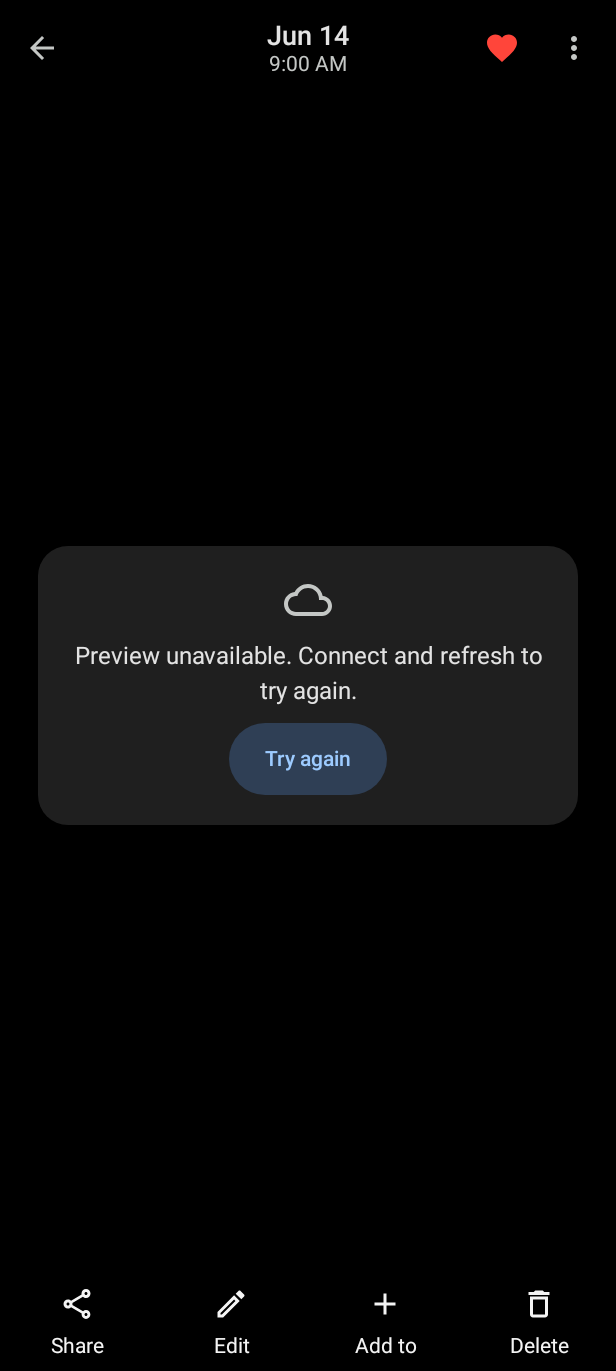 Jun 14
9:00 AM
Preview unavailable. Connect and refresh to
try again.
Try again
Share
Edit
Add to
Delete